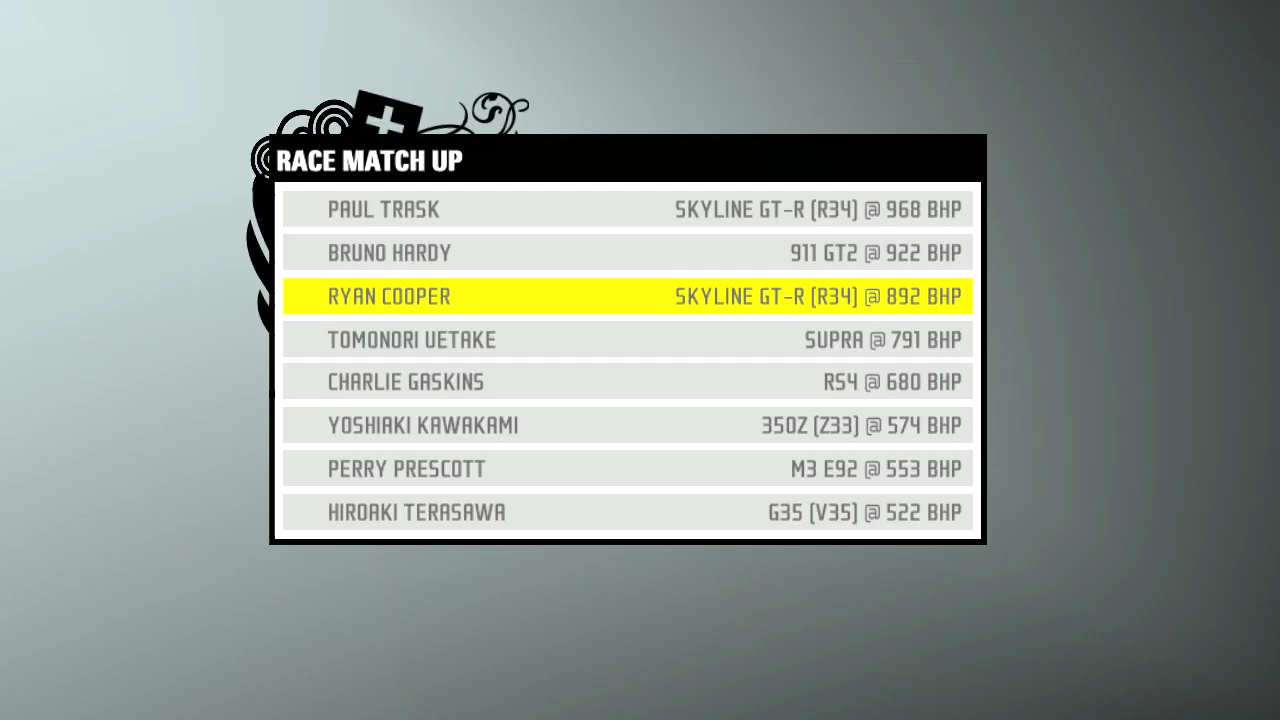 RACE MATCH UP
PAUL TRASK SKYLINE GT-R (R34) @ 968 BHP
BRUNO HARDY 911 GT2 @ 922 BHP
RYAN COOPER SKYLINE GT-R (R34) @ 892 BHP
TOMONORI UETAKE SUPRA @ 791 BHP
CHARLIE GASKINS RS4 @ 680 BHP
YOSHIAKI KAWAKAMI 350Z (Z33) @ 574 BHP
PERRY PRESCOTT M3 E92 @ 553 BHP
HIROAKI TERASAWA G35 (V35) @ 522 BHP